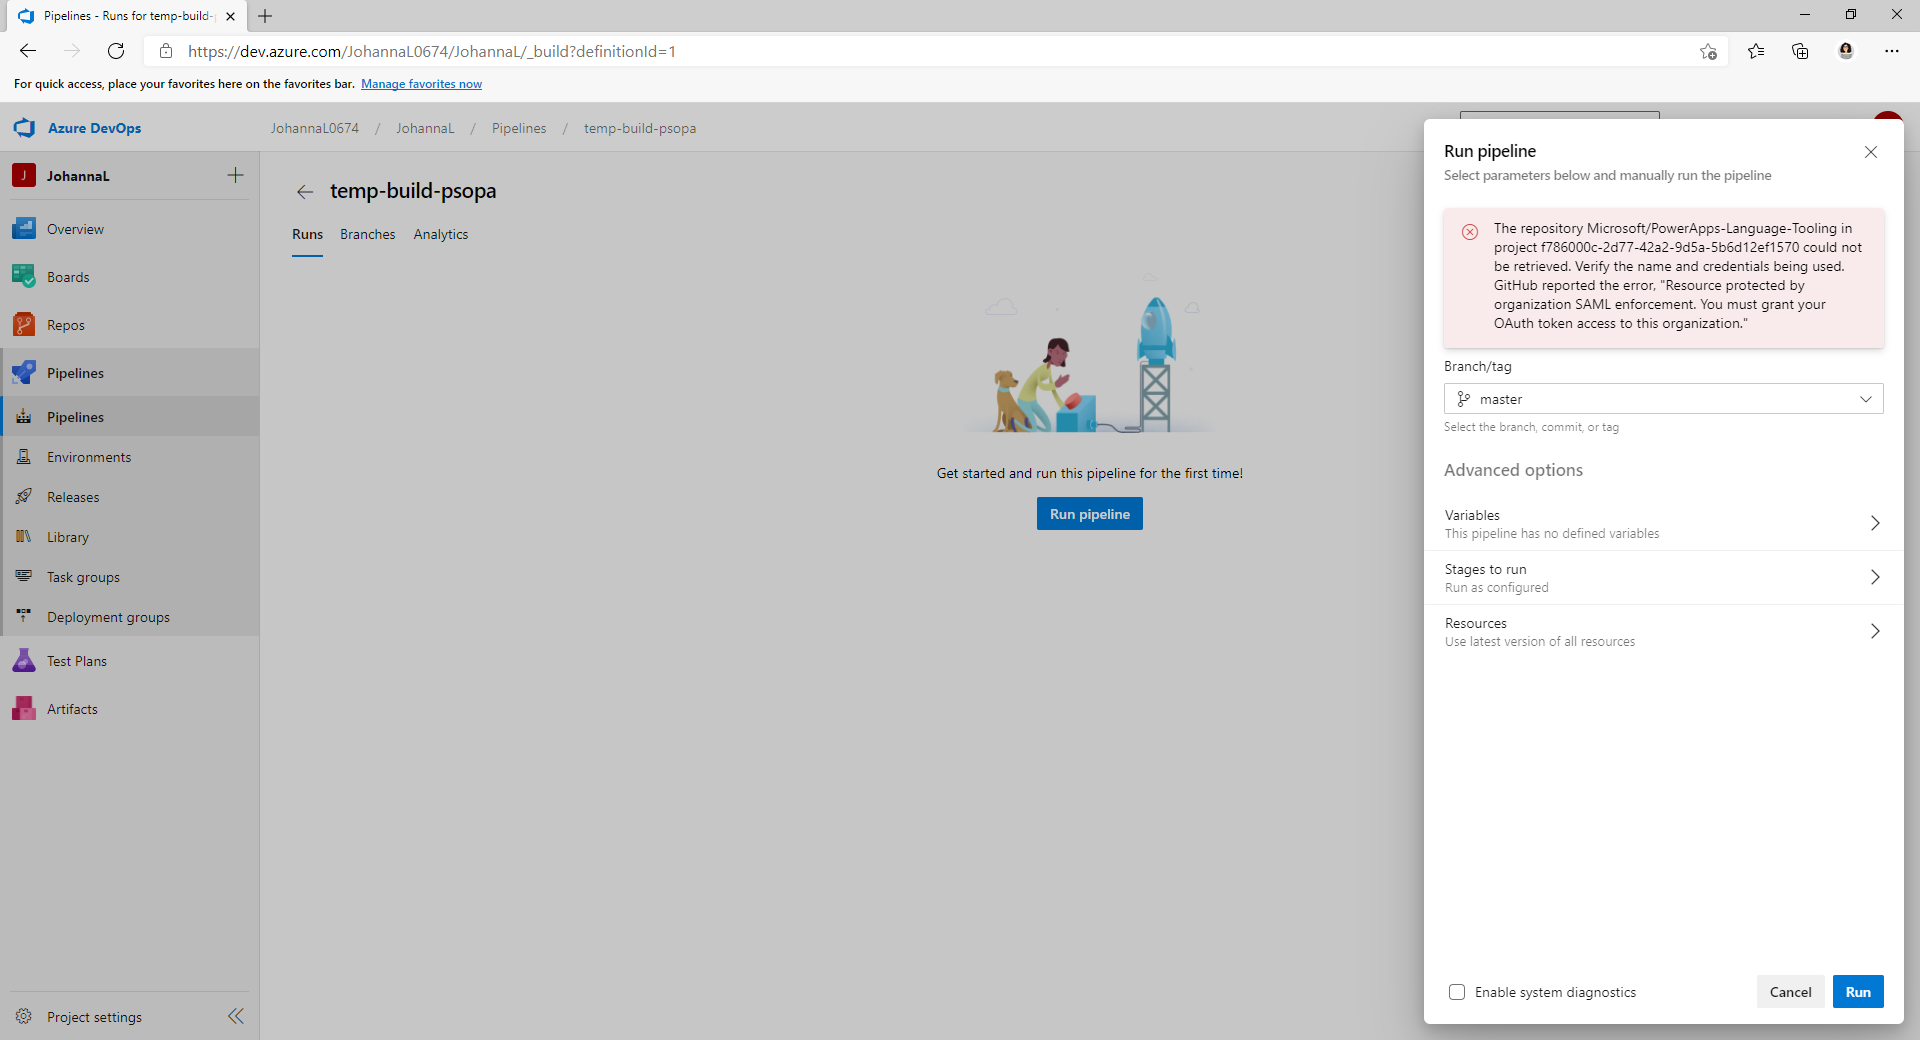 Pipelines - Runs for temp-build-
https://dev.azure.com/JohannaL0674/JohannaL/_build?definitionId=1
For quick access, place your favorites here on the favorites bar. Manage favorites now
Azure DevOps
JohannaL0674 / JohannaL / Pipelines / temp-build-psopa
J JohannaL
Overview
Boards
Repos
Pipelines
Pipelines
Environments
Releases
Library
Task groups
Deployment groups
Test Plans
Artifacts
Project settings
temp-build-psopa
Runs Branches Analytics
Get started and run this pipeline for the first time!
Run pipeline
Run pipeline
Select parameters below and manually run the pipeline
The repository Microsoft/PowerApps-Language-Tooling in
project f786000c-2d77-42a2-9d5a-5b6d12ef1570 could not
be retrieved. Verify the name and credentials being used.
GitHub reported the error, "Resource protected by
organization SAML enforcement. You must grant your
OAuth token access to this organization."
Branch/tag
master
Select the branch, commit, or tag
Advanced options
Variables
This pipeline has no defined variables
Stages to run
Run as configured
Resources
Use latest version of all resources
Enable system diagnostics
Cancel
Run